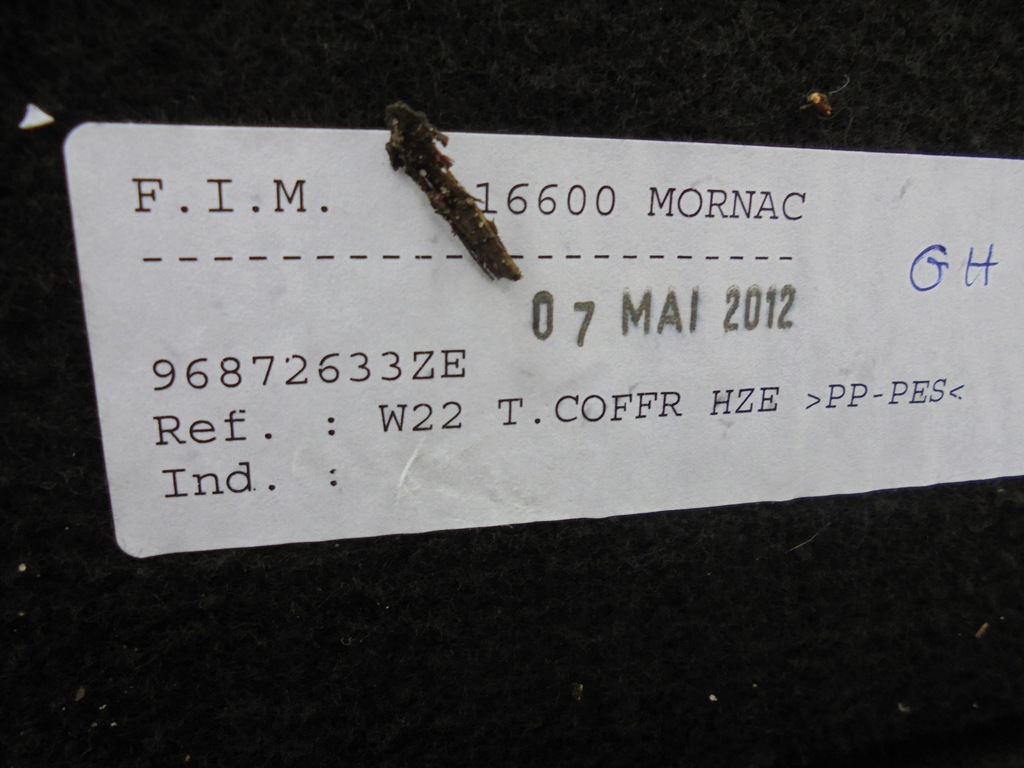 F.I.M. 16600 MORNAC
------------------------
GH
07 MAI 2012
96872633ZE
Ref. : W22 T.COFFR HZE >PP-PES<
Ind. :